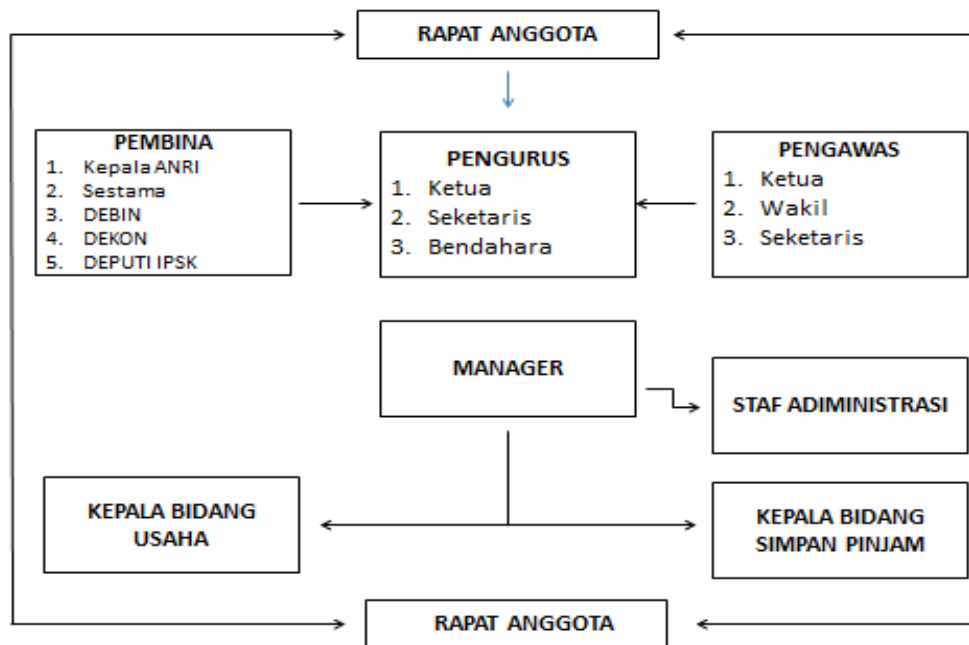 RAPAT ANGGOTA
PEMBINA
1. Kepala ANRI
2. Sestama
3. DEBIN
4. DEKON
5. DEPUTI IPSK
PENGURUS
1. Ketua
2. Seketaris
3. Bendahara
PENGAWAS
1. Ketua
2. Wakil
3. Seketaris
MANAGER
STAF ADIMINISTRASI
KEPALA BIDANG
USAHA
KEPALA BIDANG
SIMPAN PINJAM
RAPAT ANGGOTA